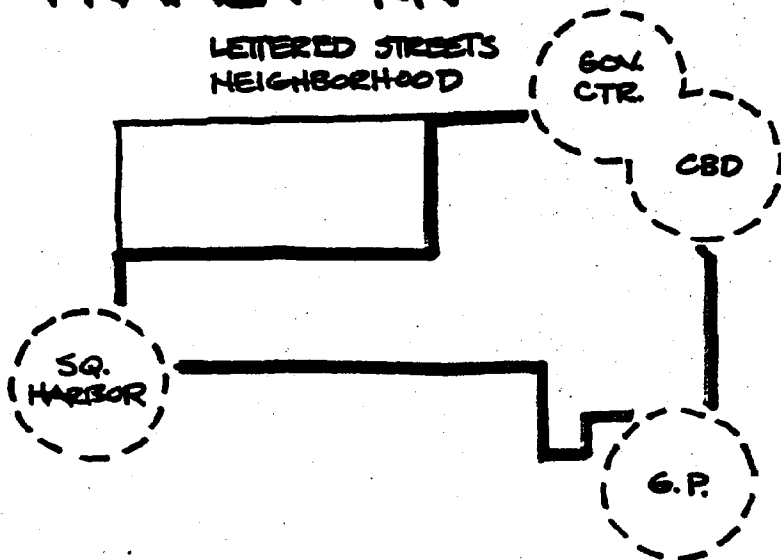 LETTERED STREETS
NEIGHBORHOOD
GOV.
CTR.
CBD
SQ.
HARBOR
G.P.